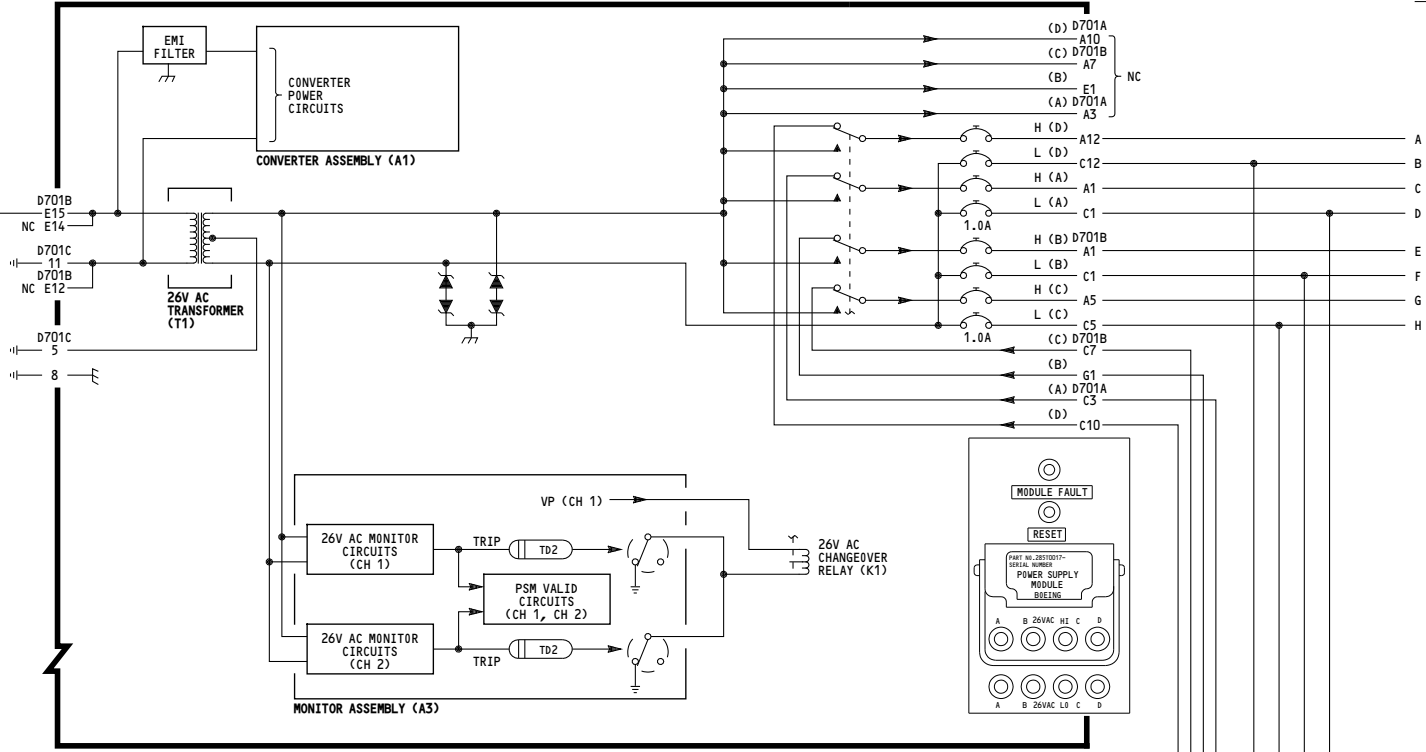 EMI
FILTER
CONVERTER
POWER
CIRCUITS
CONVERTER ASSEMBLY (A1)
D701B
E15
NC E14
D701C
11
D701B
NC E12
26V AC
TRANSFORMER
(T1)
D701C
5
8
(D) D701A
A10
(C) D701B
A7
(B)
E1
(A) D701A
A3
NC
H (D)
A12
A
L (D)
C12
B
H (A)
A1
C
L (A)
C1
D
1.0A
H (B) D701B
A1
E
L (B)
C1
F
H (C)
A5
G
L (C)
C5
H
1.0A
(C) D701B
C7
(B)
G1
(A) D701A
C3
(D)
C10
VP (CH 1)
26V AC MONITOR
CIRCUITS
(CH 1)
TRIP
TD2
PSM VALID
CIRCUITS
(CH 1, CH 2)
26V AC MONITOR
CIRCUITS
(CH 2)
TRIP
TD2
MONITOR ASSEMBLY (A3)
26V AC
CHANGEOVER
RELAY (K1)
MODULE FAULT
RESET
PART NO.285T0017-
SERIAL NUMBER
POWER SUPPLY
MODULE
BOEING
A B 26VAC HI C D
A B 26VAC LO C D